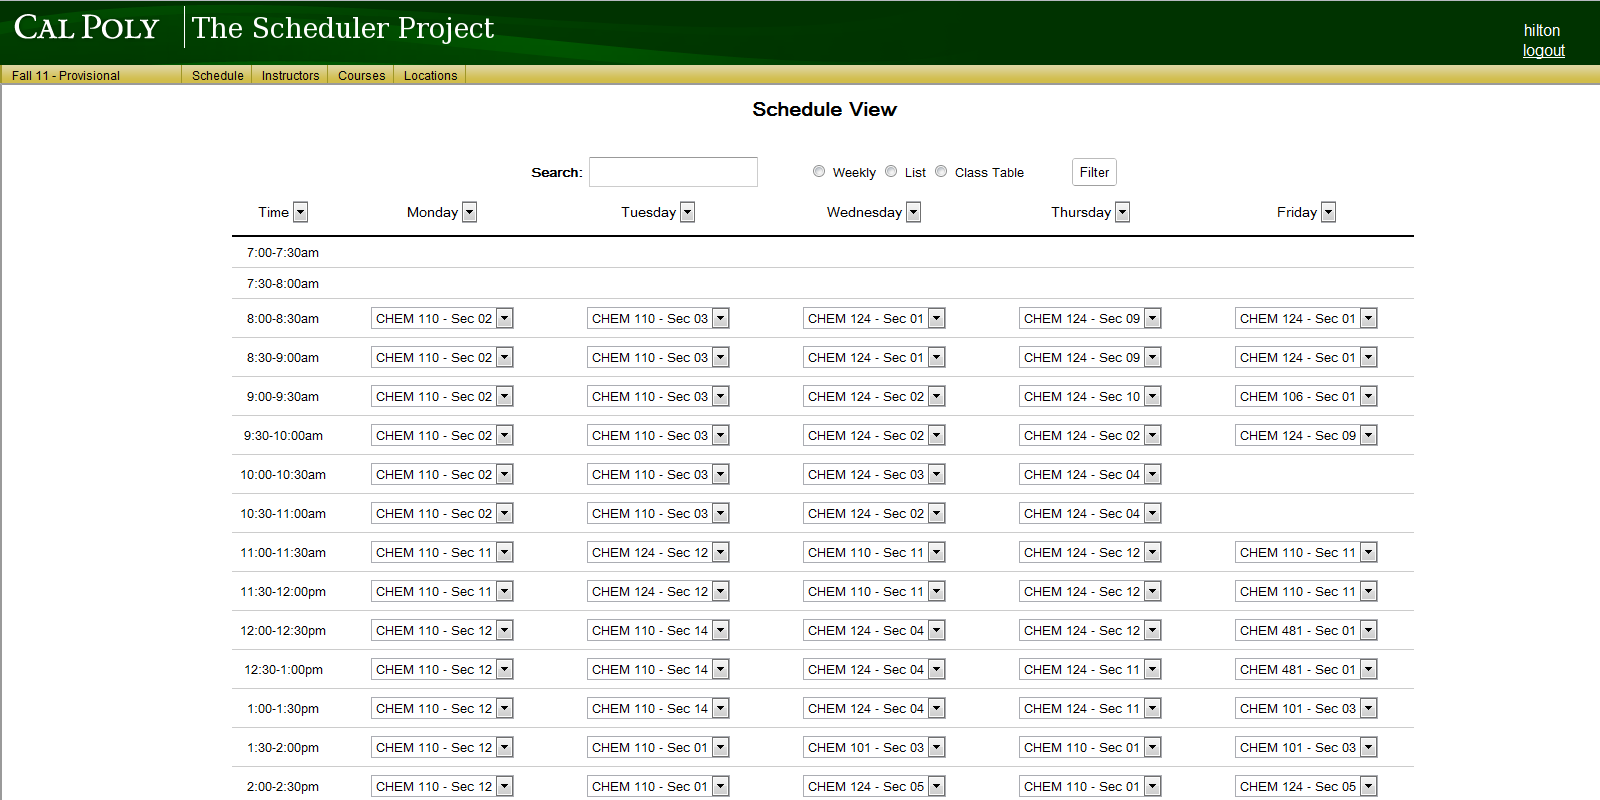 CAL POLY The Scheduler Project
hilton
logout
Fall 11 - Provisional Schedule Instructors Courses Locations
Schedule View
Search: Weekly List Class Table Filter
Time Monday Tuesday Wednesday Thursday Friday
7:00-7:30am
7:30-8:00am
8:00-8:30am CHEM 110 - Sec 02 CHEM 110 - Sec 03 CHEM 124 - Sec 01 CHEM 124 - Sec 09 CHEM 124 - Sec 01
8:30-9:00am CHEM 110 - Sec 02 CHEM 110 - Sec 03 CHEM 124 - Sec 01 CHEM 124 - Sec 09 CHEM 124 - Sec 01
9:00-9:30am CHEM 110 - Sec 02 CHEM 110 - Sec 03 CHEM 124 - Sec 02 CHEM 124 - Sec 10 CHEM 106 - Sec 01
9:30-10:00am CHEM 110 - Sec 02 CHEM 110 - Sec 03 CHEM 124 - Sec 02 CHEM 124 - Sec 02 CHEM 124 - Sec 09
10:00-10:30am CHEM 110 - Sec 02 CHEM 110 - Sec 03 CHEM 124 - Sec 03 CHEM 124 - Sec 04
10:30-11:00am CHEM 110 - Sec 02 CHEM 110 - Sec 03 CHEM 124 - Sec 02 CHEM 124 - Sec 04
11:00-11:30am CHEM 110 - Sec 11 CHEM 124 - Sec 12 CHEM 110 - Sec 11 CHEM 124 - Sec 12 CHEM 110 - Sec 11
11:30-12:00pm CHEM 110 - Sec 11 CHEM 124 - Sec 12 CHEM 110 - Sec 11 CHEM 124 - Sec 12 CHEM 110 - Sec 11
12:00-12:30pm CHEM 110 - Sec 12 CHEM 110 - Sec 14 CHEM 124 - Sec 04 CHEM 124 - Sec 12 CHEM 481 - Sec 01
12:30-1:00pm CHEM 110 - Sec 12 CHEM 110 - Sec 14 CHEM 124 - Sec 04 CHEM 124 - Sec 11 CHEM 481 - Sec 01
1:00-1:30pm CHEM 110 - Sec 12 CHEM 110 - Sec 14 CHEM 124 - Sec 04 CHEM 124 - Sec 11 CHEM 101 - Sec 03
1:30-2:00pm CHEM 110 - Sec 12 CHEM 110 - Sec 01 CHEM 101 - Sec 03 CHEM 110 - Sec 01 CHEM 101 - Sec 03
2:00-2:30pm CHEM 110 - Sec 12 CHEM 110 - Sec 01 CHEM 124 - Sec 05 CHEM 110 - Sec 01 CHEM 124 - Sec 05